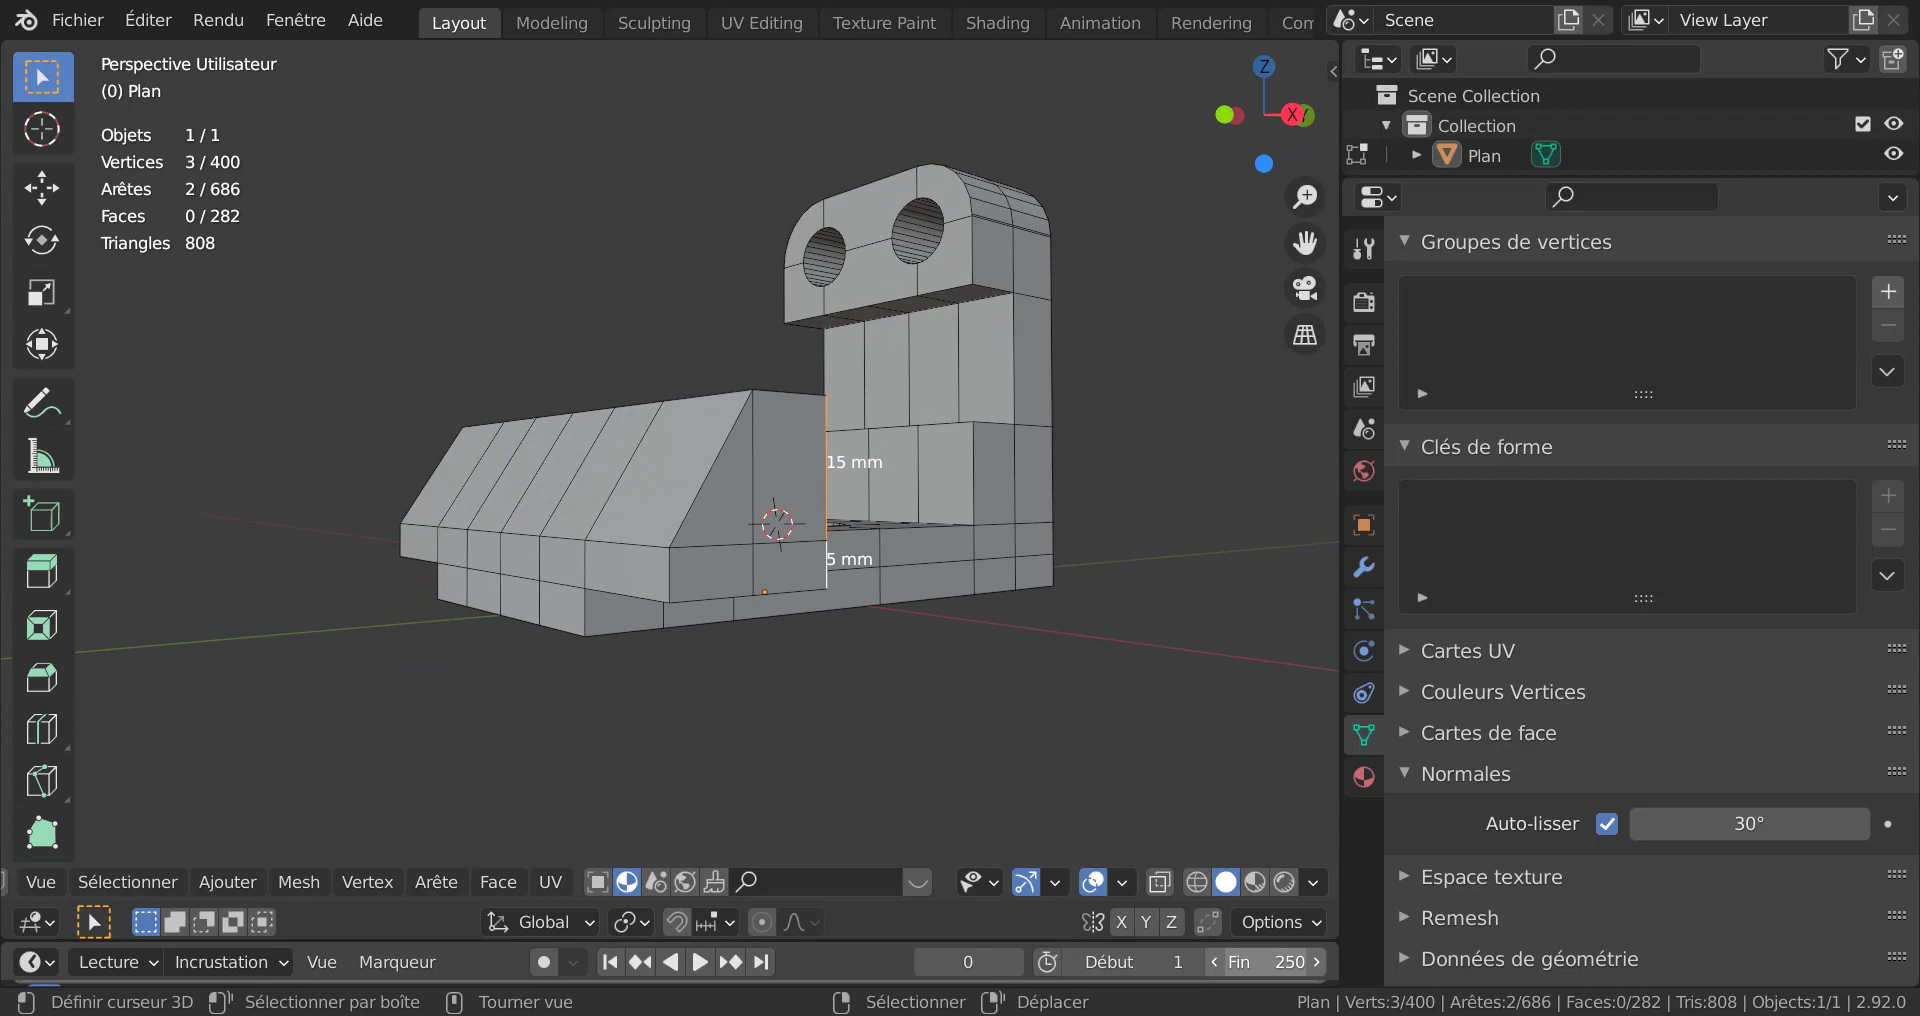 Fichier Éditer Rendu Fenêtre Aide Layout Modeling Sculpting UV Editing Texture Paint Shading Animation Rendering Scene View Layer
Perspective Utilisateur
(0) Plan
Objets 1 / 1
Vertices 3 / 400
Arêtes 2 / 686
Faces 0 / 282
Triangles 808
Z
X Y
15 mm
5 mm
Scene Collection
Collection
Plan
Groupes de vertices
Clés de forme
Cartes UV
Couleurs Vertices
Cartes de face
Normales
Auto-lisser 30°
Espace texture
Remesh
Données de géométrie
Vue Sélectionner Ajouter Mesh Vertex Arête Face UV
Global X Y Z Options
Lecture Incrustation Vue Marqueur 0 Début 1 Fin 250
Définir curseur 3D Sélectionner par boîte Tourner vue Sélectionner Déplacer Plan | Verts:3/400 | Arêtes:2/686 | Faces:0/282 | Tris:808 | Objects:1/1 | 2.92.0